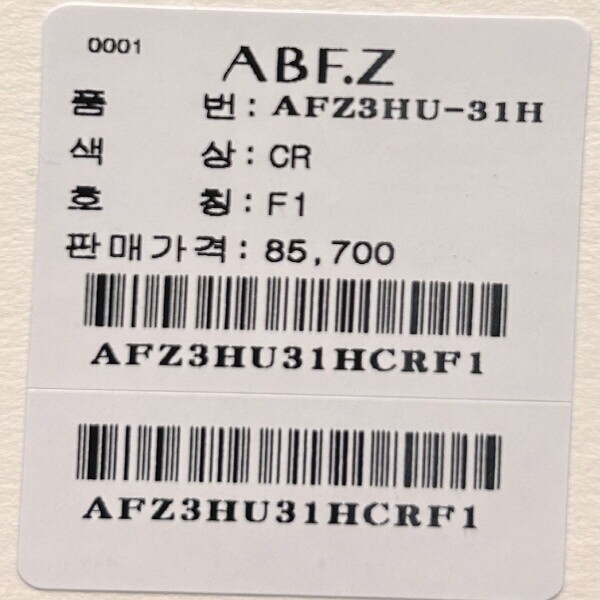 0001
ABF.Z
품 번 : AFZ3HU-31H
색 상 : CR
호 칭 : F1
판매가격 : 85,700
AFZ3HU31HCRF1
AFZ3HU31HCRF1